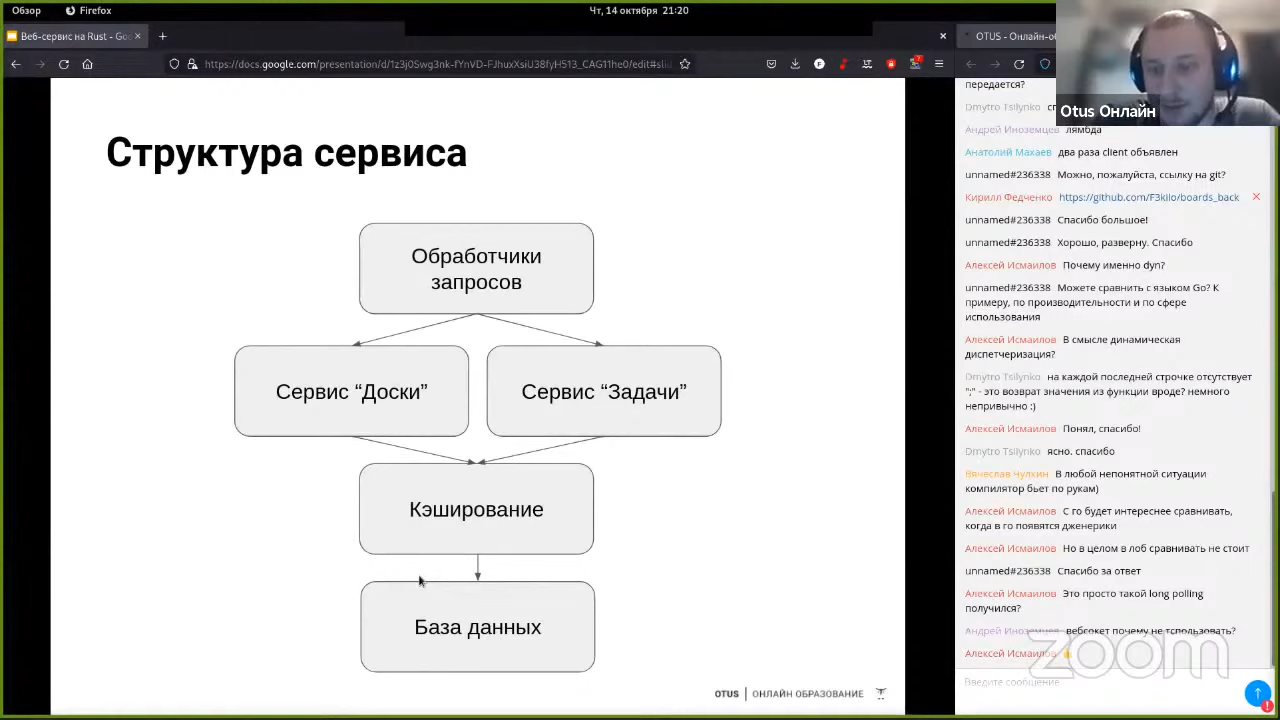 Обзор
Firefox
Чт, 14 октября 21:20
Веб-сервис на Rust - Goo
OTUS - Онлайн-об
https://docs.google.com/presentation/d/1z3j0Swg3nk-fYnVD-FJhuxXsiU38fyH513_CAG11he0/edit#sli
Otus Онлайн
Структура сервиса
Обработчики
запросов
Сервис “Доски”
Сервис “Задачи”
Кэширование
База данных
OTUS | ОНЛАЙН ОБРАЗОВАНИЕ
передается?
Dmytro Tsilynko
Андрей Иноземцев лямбда
Анатолий Махаев два раза client объявлен
unnamed#236338 Можно, пожалуйста, ссылку на git?
Кирилл Федченко https://github.com/F3kilo/boards_back
unnamed#236338 Спасибо большое!
unnamed#236338 Хорошо, разверну. Спасибо
Алексей Исмаилов Почему именно dyn?
unnamed#236338 Можете сравнить с языком Go? К
примеру, по производительности и по сфере
использования
Алексей Исмаилов В смысле динамическая
диспетчеризация?
Dmytro Tsilynko на каждой последней строчке отсутствует
";" - это возврат значения из функции вроде? немного
непривычно :)
Алексей Исмаилов Понял, спасибо!
Dmytro Tsilynko ясно. спасибо
Вячеслав Чулкин В любой непонятной ситуации
компилятор бьет по рукам)
Алексей Исмаилов С го будет интереснее сравнивать,
когда в го появятся дженерики
Алексей Исмаилов Но в целом в лоб сравнивать не стоит
unnamed#236338 Спасибо за ответ
Алексей Исмаилов Это просто такой long polling
получился?
Андрей Иноземцев вебсокет почему не использовать?
Алексей Исмаилов
zoom
Введите сообщение